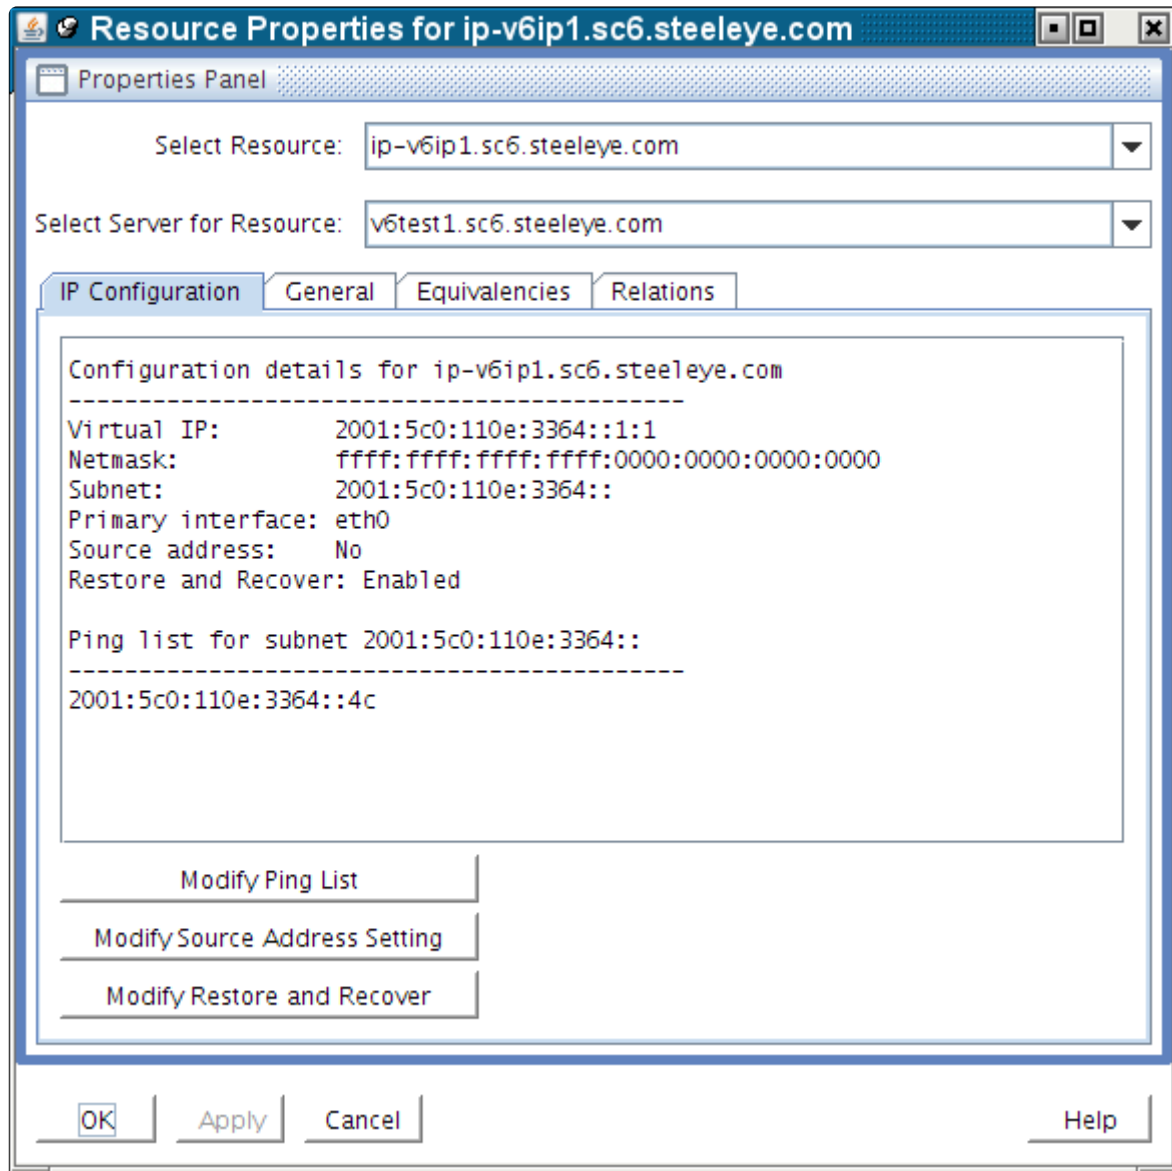 Resource Properties for ip-v6ip1.sc6.steeleye.com
Properties Panel
Select Resource: ip-v6ip1.sc6.steeleye.com
Select Server for Resource: v6test1.sc6.steeleye.com
IP Configuration General Equivalencies Relations
Configuration details for ip-v6ip1.sc6.steeleye.com
--------------------------------------------
Virtual IP: 2001:5c0:110e:3364::1:1
Netmask: ffff:ffff:ffff:ffff:0000:0000:0000:0000
Subnet: 2001:5c0:110e:3364::
Primary interface: eth0
Source address: No
Restore and Recover: Enabled
Ping list for subnet 2001:5c0:110e:3364::
--------------------------------------------
2001:5c0:110e:3364::4c
Modify Ping List
Modify Source Address Setting
Modify Restore and Recover
OK Apply Cancel Help